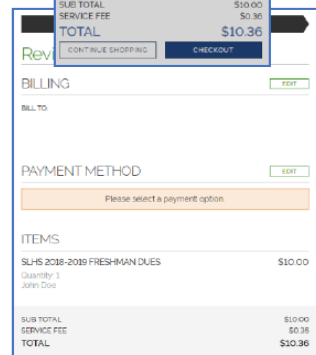 SUB TOTAL $10.00
SERVICE FEE $0.36
TOTAL $10.36
CONTINUE SHOPPING CHECKOUT
Revi
BILLING EDIT
BILL TO:
PAYMENT METHOD EDIT
Please select a payment option.
ITEMS
SLHS 2018-2019 FRESHMAN DUES $10.00
Quantity: 1
John Doe
SUB TOTAL $10.00
SERVICE FEE $0.36
TOTAL $10.36